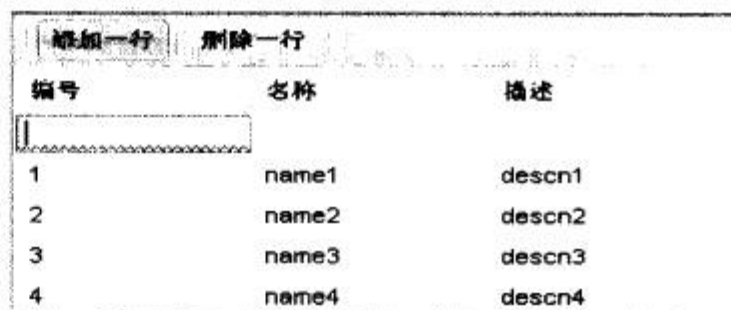 添加一行 删除一行
编号 名称 描述
1 name1 descn1
2 name2 descn2
3 name3 descn3
4 name4 descn4